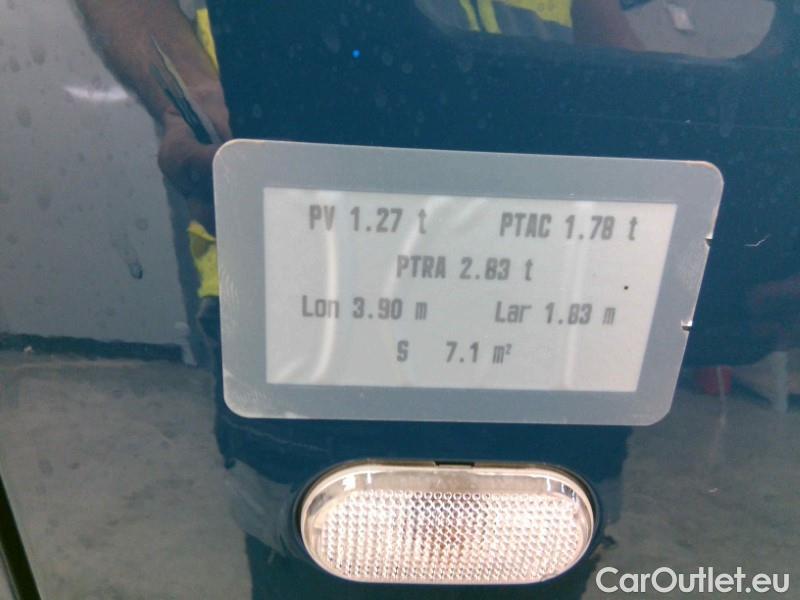 PV 1.27 t PTAC 1.78 t
PTRA 2.83 t
Lon 3.90 m Lar 1.83 m
S 7.1 m²
CarOutlet.eu